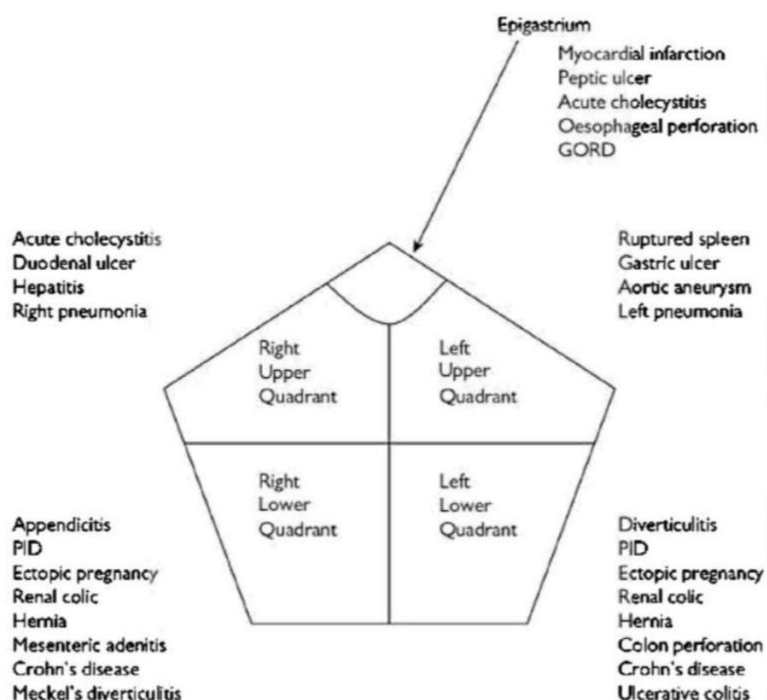 Epigastrium
Myocardial infarction
Peptic ulcer
Acute cholecystitis
Oesophageal perforation
GORD
Acute cholecystitis
Duodenal ulcer
Hepatitis
Right pneumonia
Ruptured spleen
Gastric ulcer
Aortic aneurysm
Left pneumonia
Right
Upper
Quadrant
Left
Upper
Quadrant
Right
Lower
Quadrant
Left
Lower
Quadrant
Appendicitis
PID
Ectopic pregnancy
Renal colic
Hernia
Mesenteric adenitis
Crohn's disease
Meckel's diverticulitis
Diverticulitis
PID
Ectopic pregnancy
Renal colic
Hernia
Colon perforation
Crohn's disease
Ulcerative colitis